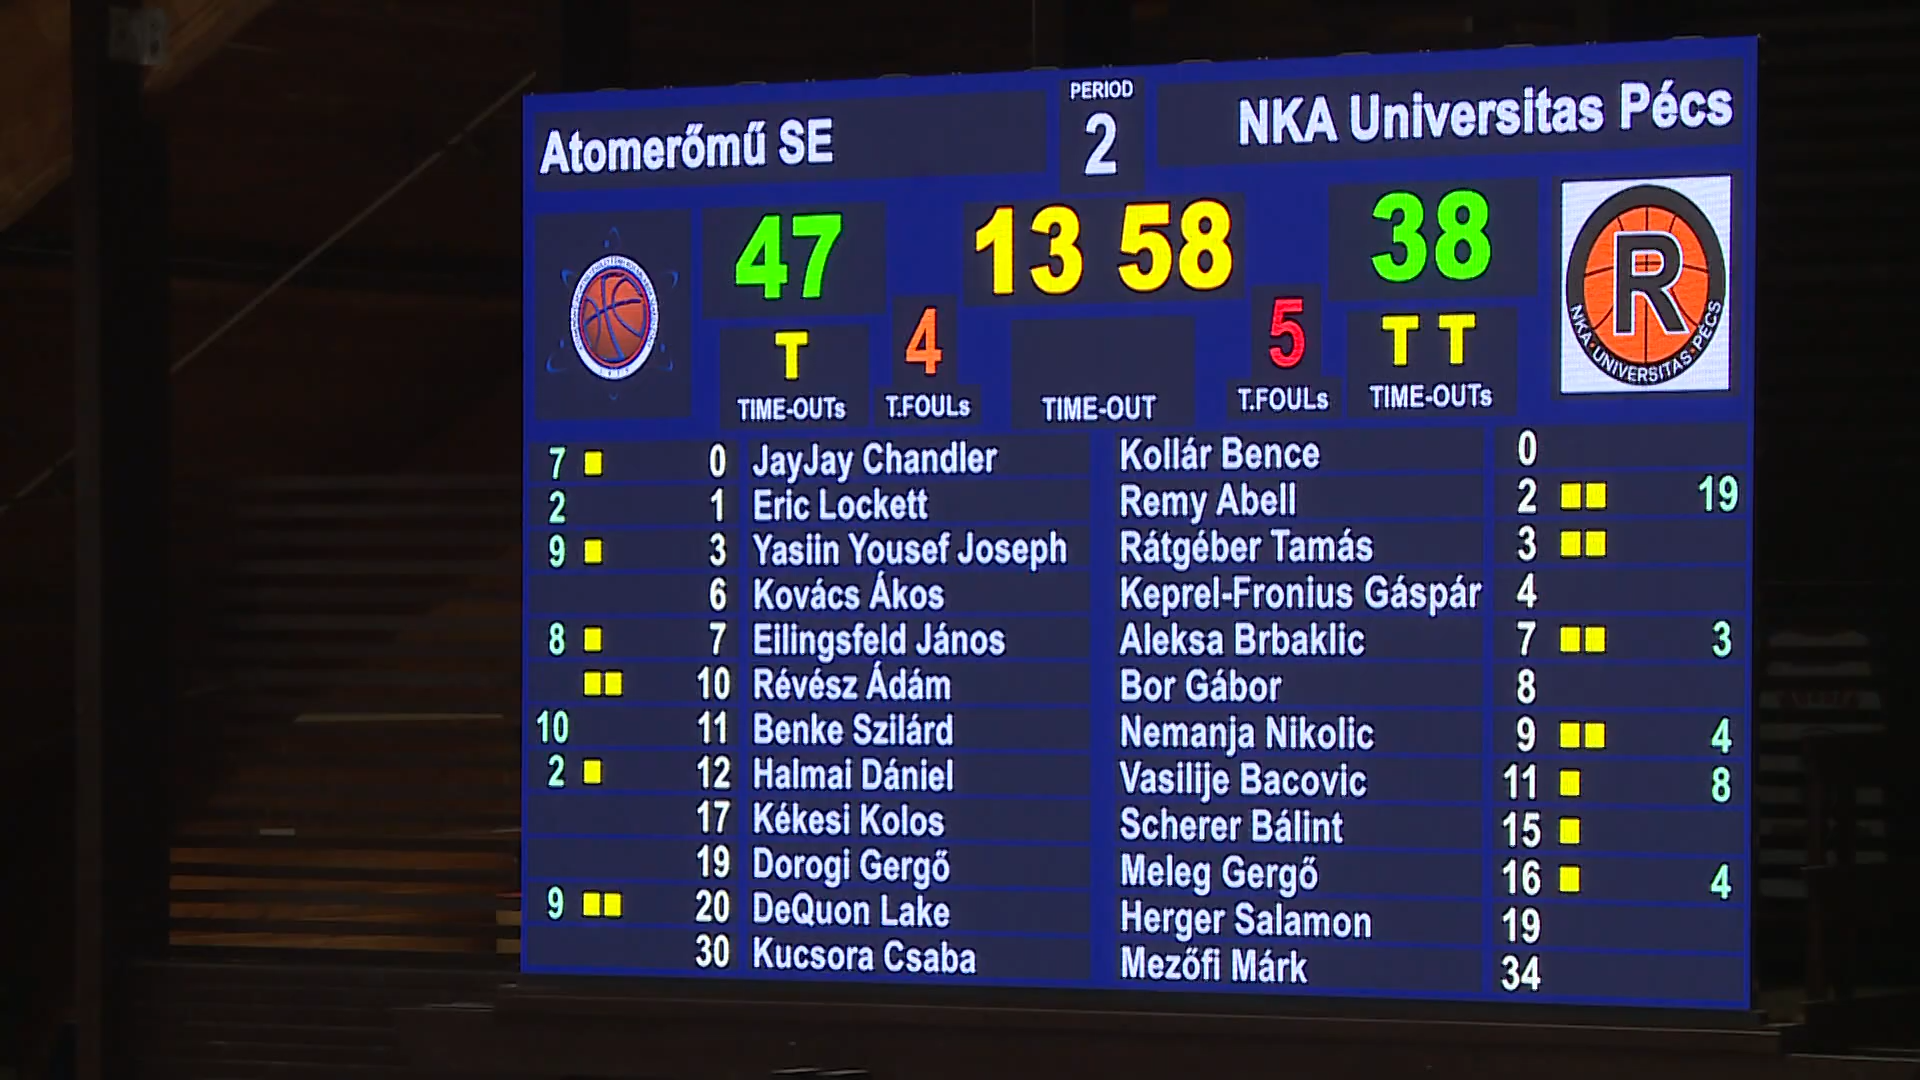 PERIOD
Atomerőmű SE 2 NKA Universitas Pécs
47 13 58 38
T 4 5 T T
TIME-OUTs T.FOULs TIME-OUT T.FOULs TIME-OUTs
R
NKA·UNIVERSITAS·PÉCS
7 0 JayJay Chandler Kollár Bence 0
2 1 Eric Lockett Remy Abell 2 19
9 3 Yasiin Yousef Joseph Rátgéber Tamás 3
6 Kovács Ákos Keprel-Fronius Gáspár 4
8 7 Eilingsfeld János Aleksa Brbaklic 7 3
10 Révész Ádám Bor Gábor 8
10 11 Benke Szilárd Nemanja Nikolic 9 4
2 12 Halmai Dániel Vasilije Bacovic 11 8
17 Kékesi Kolos Scherer Bálint 15
19 Dorogi Gergő Meleg Gergő 16 4
9 20 DeQuon Lake Herger Salamon 19
30 Kucsora Csaba Mezőfi Márk 34